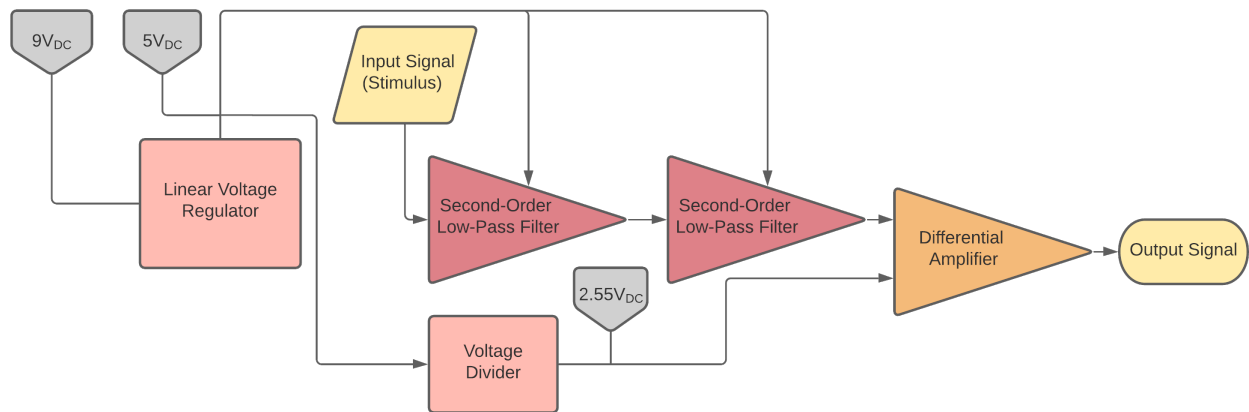 9VDC
5VDC
Input Signal
(Stimulus)
Linear Voltage
Regulator
Second-Order
Low-Pass Filter
Second-Order
Low-Pass Filter
Differential
Amplifier
Output Signal
2.55VDC
Voltage
Divider